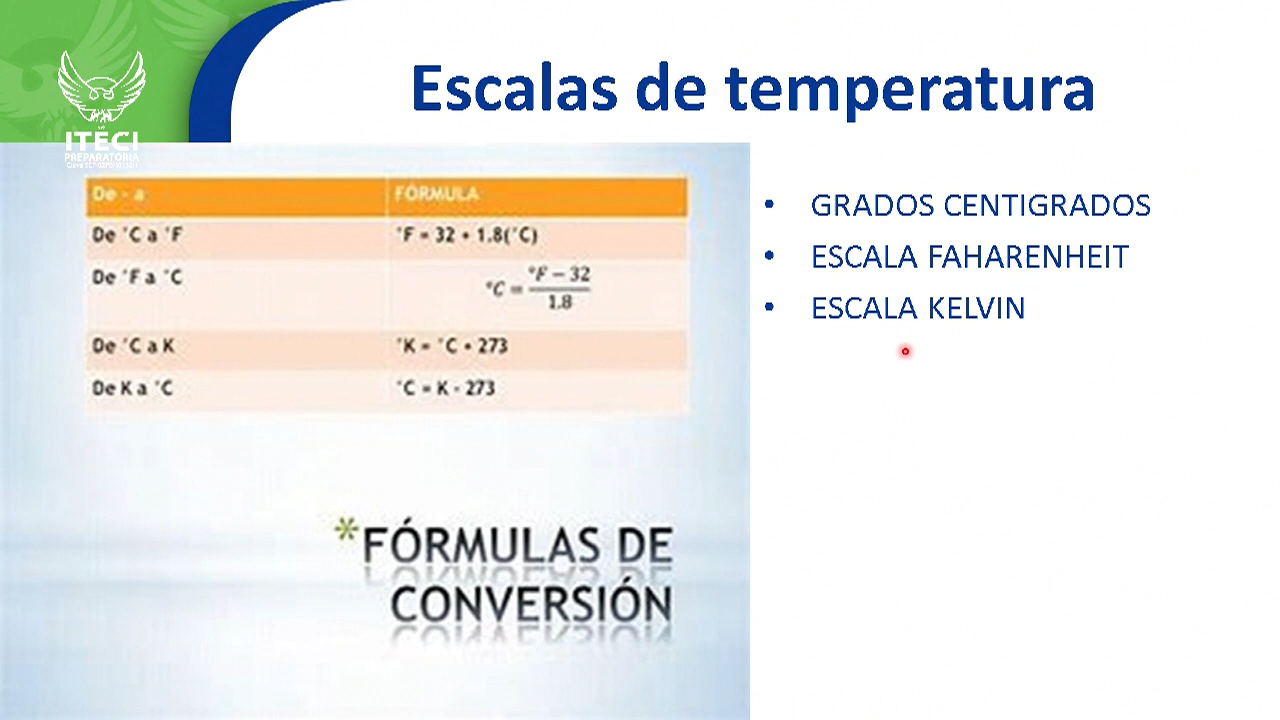 ITECI
PREPARATORIA
Escalas de temperatura
De - a FÓRMULA
De °C a °F °F = 32 + 1.8(°C)
De °F a °C °C = °F − 32 / 1.8
De °C a K °K = °C + 273
De K a °C °C = K - 273
*FÓRMULAS DE
CONVERSIÓN
• GRADOS CENTIGRADOS
• ESCALA FAHARENHEIT
• ESCALA KELVIN